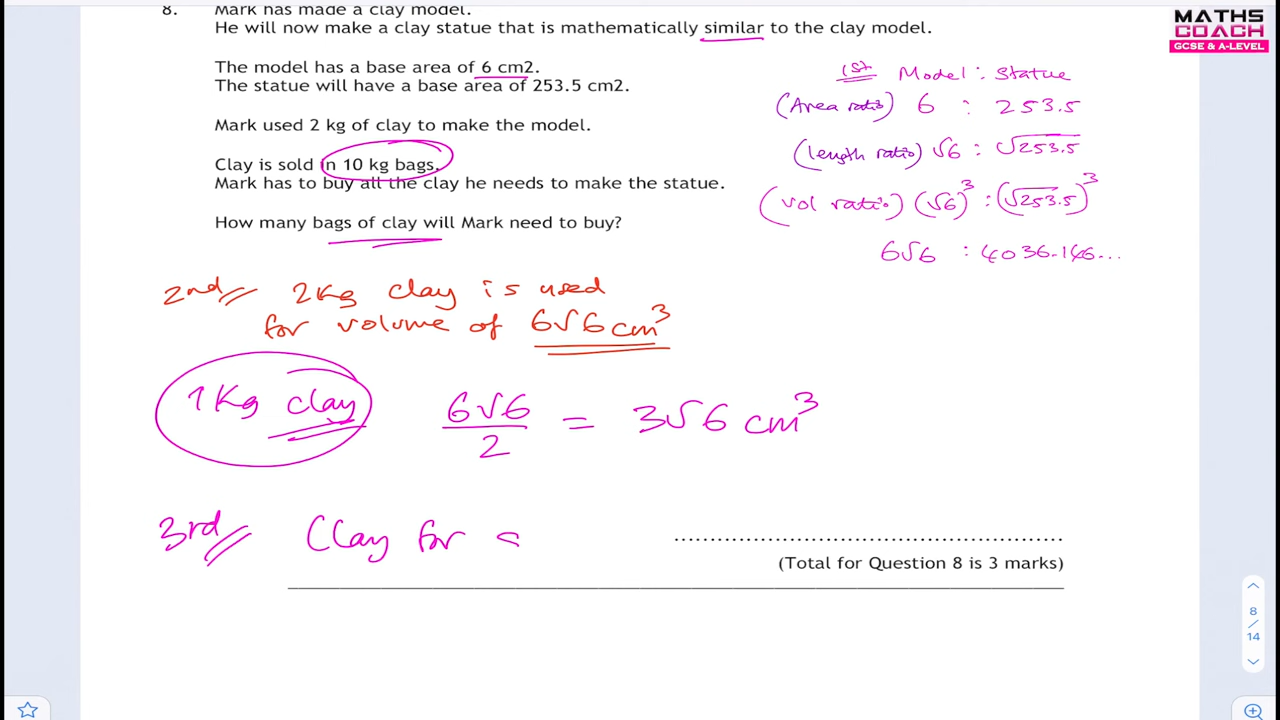 8. Mark has made a clay model.
He will now make a clay statue that is mathematically similar to the clay model.
The model has a base area of 6 cm2.
The statue will have a base area of 253.5 cm2.
Mark used 2 kg of clay to make the model.
Clay is sold in 10 kg bags.
Mark has to buy all the clay he needs to make the statue.
How many bags of clay will Mark need to buy?
MATHS
COACH
GCSE & A-LEVEL
1st Model : Statue
(Area ratio) 6 : 253.5
(length ratio) √6 : √253.5
(vol ratio) (√6)³ : (√253.5)³
6√6 : 4036.146...
2nd 2kg clay is used
for volume of 6√6 cm³
1kg clay 6√6/2 = 3√6 cm³
3rd Clay for s
(Total for Question 8 is 3 marks)
8
/
14